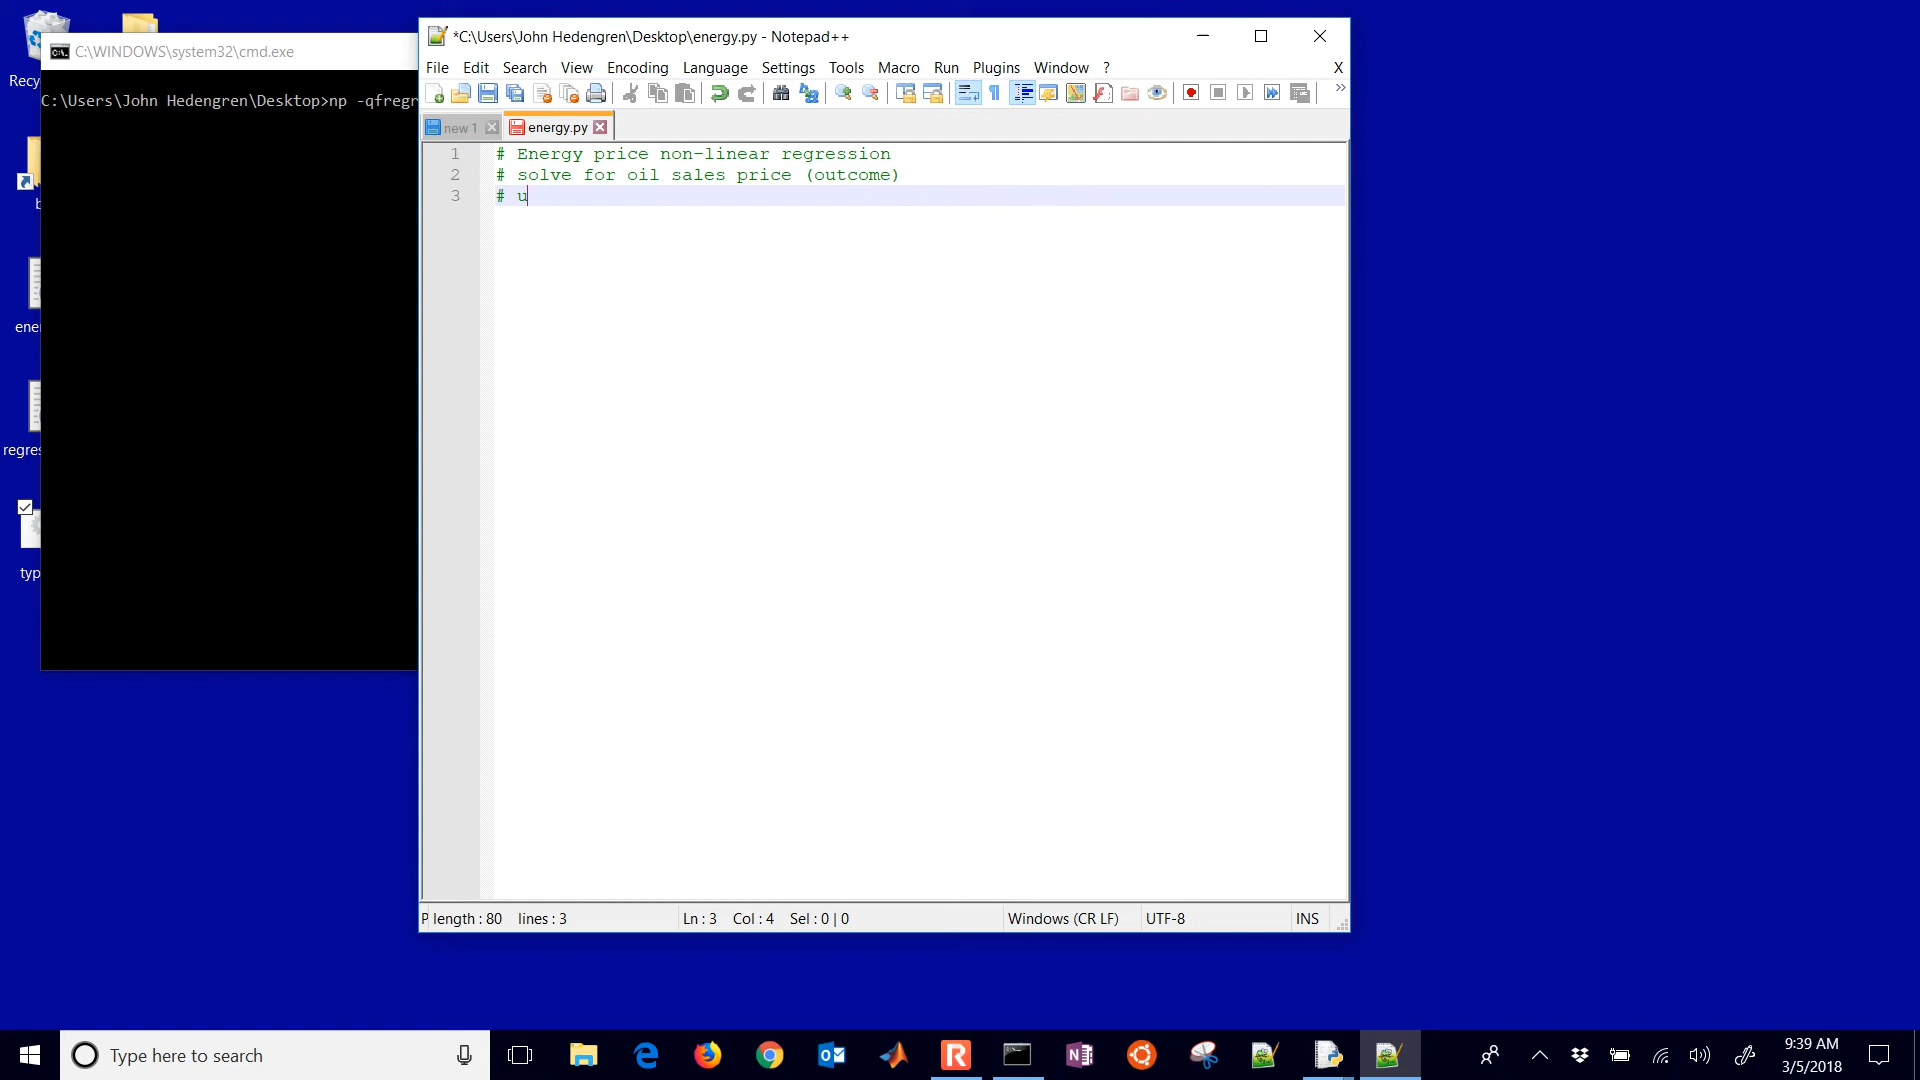 Recy
C:\WINDOWS\system32\cmd.exe
C:\Users\John Hedengren\Desktop>np -qfregr
b
ene
regres
typ
*C:\Users\John Hedengren\Desktop\energy.py - Notepad++
File Edit Search View Encoding Language Settings Tools Macro Run Plugins Window ? X
new 1 energy.py
1 # Energy price non-linear regression
2 # solve for oil sales price (outcome)
3 # u
P length : 80 lines : 3 Ln : 3 Col : 4 Sel : 0 | 0 Windows (CR LF) UTF-8 INS
Type here to search
9:39 AM
3/5/2018